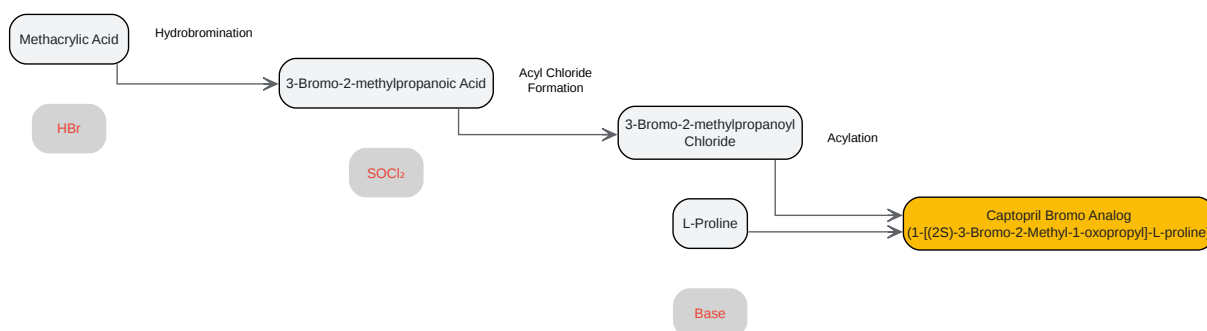 Methacrylic Acid
Hydrobromination
3-Bromo-2-methylpropanoic Acid
Acyl Chloride
Formation
HBr
3-Bromo-2-methylpropanoyl
Chloride
Acylation
SOCl₂
L-Proline
Captopril Bromo Analog
(1-[(2S)-3-Bromo-2-Methyl-1-oxopropyl]-L-proline)
Base